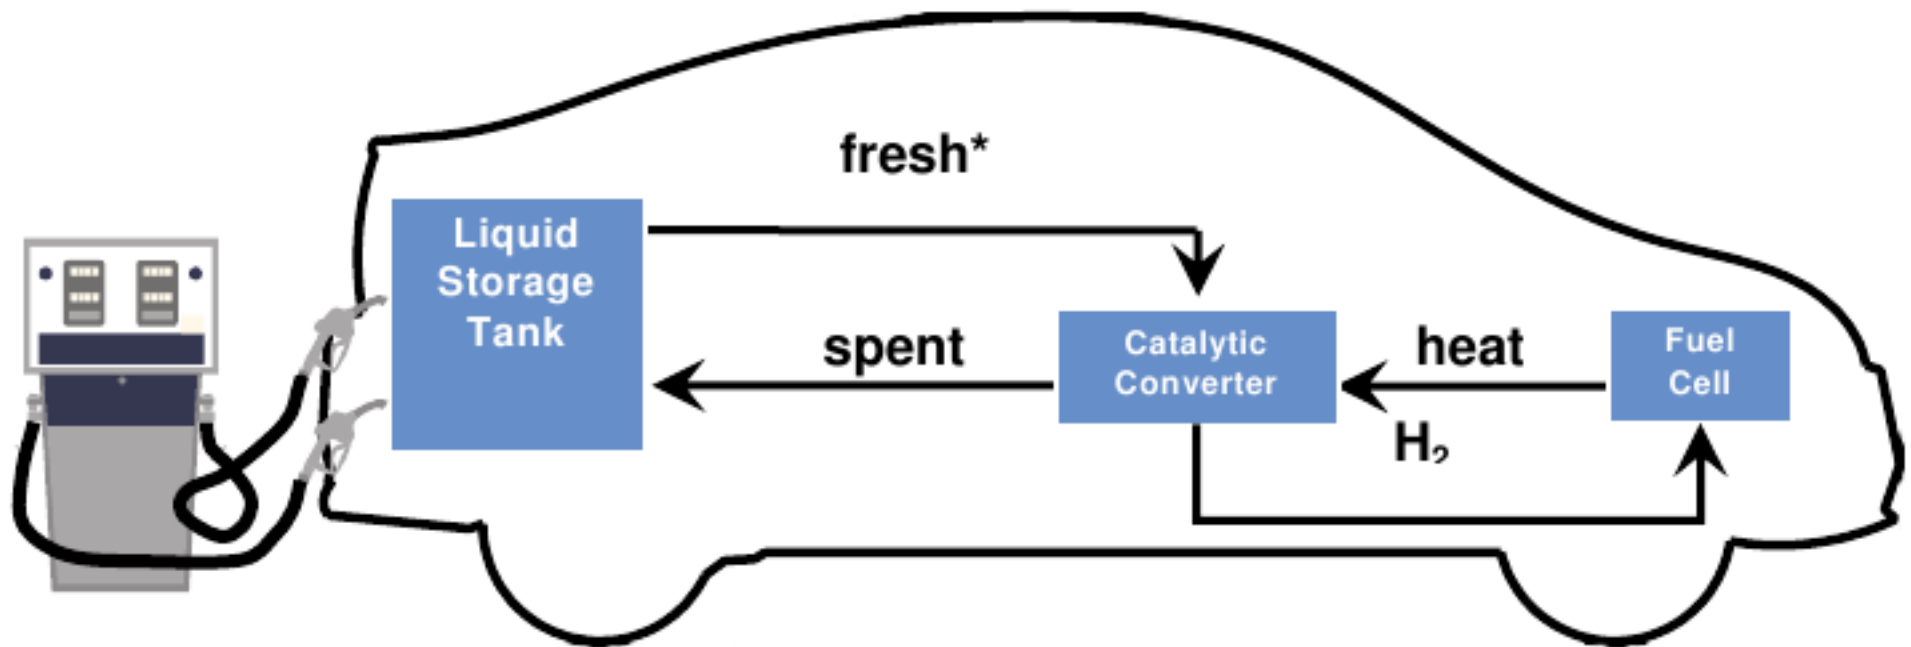 fresh*
Liquid
Storage
Tank
spent
Catalytic
Converter
heat
H₂
Fuel
Cell